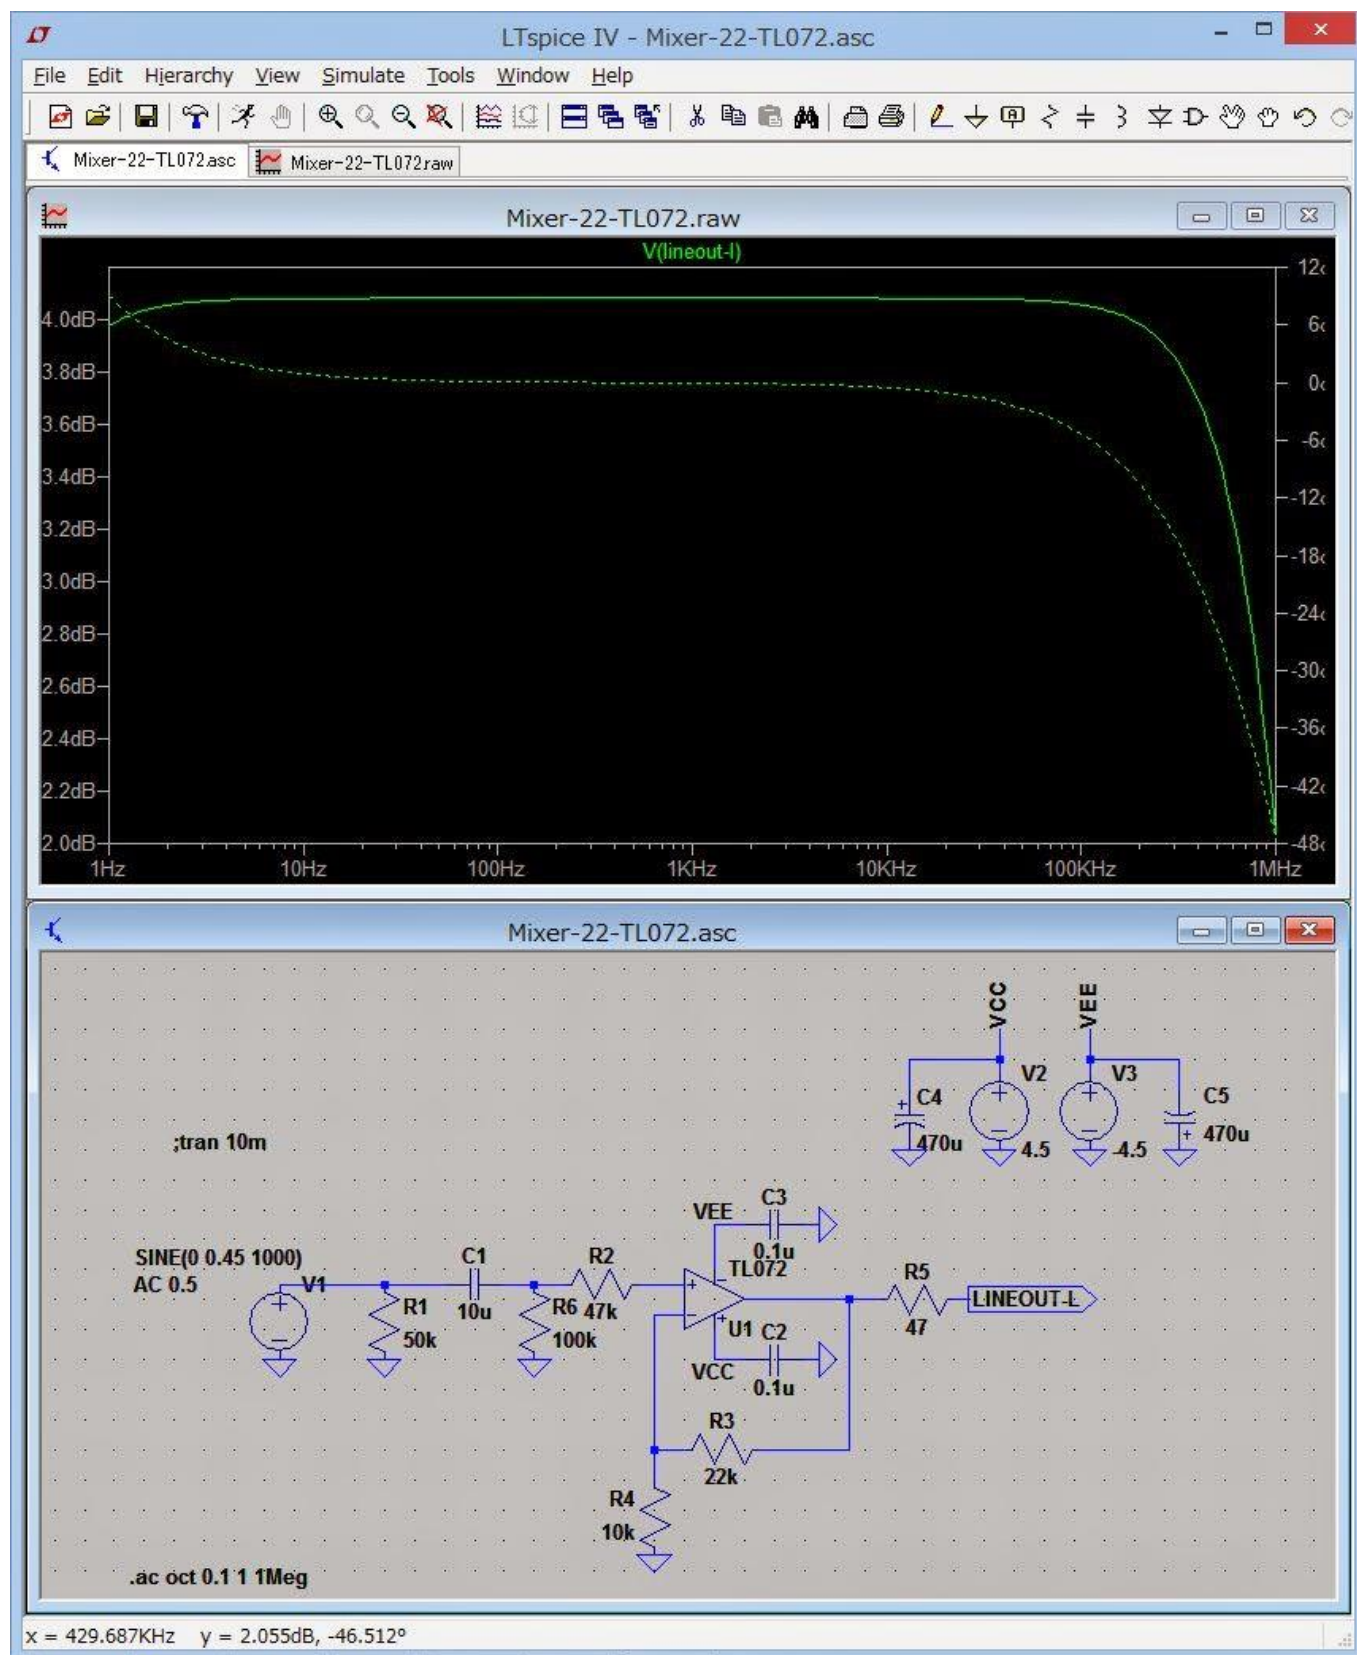 LTspice IV - Mixer-22-TL072.asc
File Edit Hierarchy View Simulate Tools Window Help
Mixer-22-TL072.asc Mixer-22-TL072.raw
Mixer-22-TL072.raw
V(lineout-l)
4.0dB
3.8dB
3.6dB
3.4dB
3.2dB
3.0dB
2.8dB
2.6dB
2.4dB
2.2dB
2.0dB
12
6
0
-6
-12
-18
-24
-30
-36
-42
-48
1Hz 10Hz 100Hz 1KHz 10KHz 100KHz 1MHz
Mixer-22-TL072.asc
VCC VEE
V2 V3
C4 C5
470u 4.5 -4.5 470u
;tran 10m
C3
VEE
0.1u
SINE(0 0.45 1000) C1 R2 TL072 R5
AC 0.5 V1
R1 10u R6 47k LINEOUT-L
50k 100k U1 C2 47
VCC
0.1u
R3
22k
R4
10k
.ac oct 0.1 1 1Meg
x = 429.687KHz y = 2.055dB, -46.512°